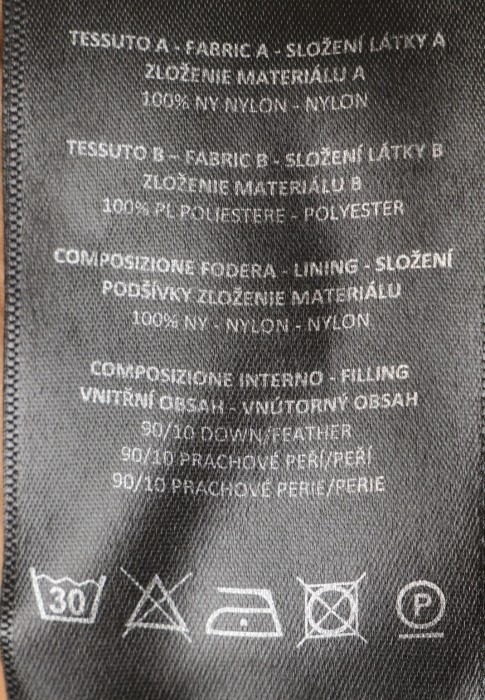 TESSUTO A - FABRIC A - SLOŽENÍ LÁTKY A
ZLOŽENIE MATERIÁLU A
100% NY NYLON - NYLON
TESSUTO B - FABRIC B - SLOŽENÍ LÁTKY B
ZLOŽENIE MATERIÁLU B
100% PL POLIESTERE - POLYESTER
COMPOSIZIONE FODERA - LINING - SLOŽENÍ
PODŠÍVKY ZLOŽENIE MATERIÁLU
100% NY - NYLON - NYLON
COMPOSIZIONE INTERNO - FILLING
VNITŘNÍ OBSAH - VNÚTORNÝ OBSAH
90/10 DOWN/FEATHER
90/10 PRACHOVÉ PEŘÍ/PEŘÍ
90/10 PRACHOVÉ PERIE/PERIE
30 P